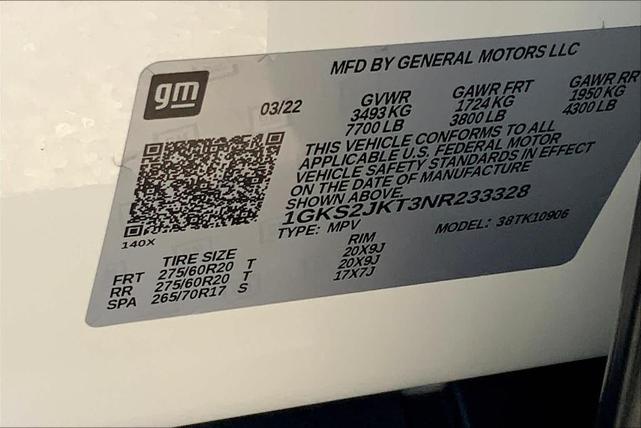 MFD BY GENERAL MOTORS LLC
gm
03/22
GVWR GAWR FRT GAWR RR
3493 KG 1724 KG 1950 KG
7700 LB 3800 LB 4300 LB
THIS VEHICLE CONFORMS TO ALL
APPLICABLE U.S. FEDERAL MOTOR
VEHICLE SAFETY STANDARDS IN EFFECT
ON THE DATE OF MANUFACTURE
SHOWN ABOVE.
1GKS2JKT3NR233328
140X
TYPE: MPV MODEL: 38TK10906
TIRE SIZE RIM
FRT 275/60R20 T 20X9J
RR 275/60R20 T 20X9J
SPA 265/70R17 S 17X7J